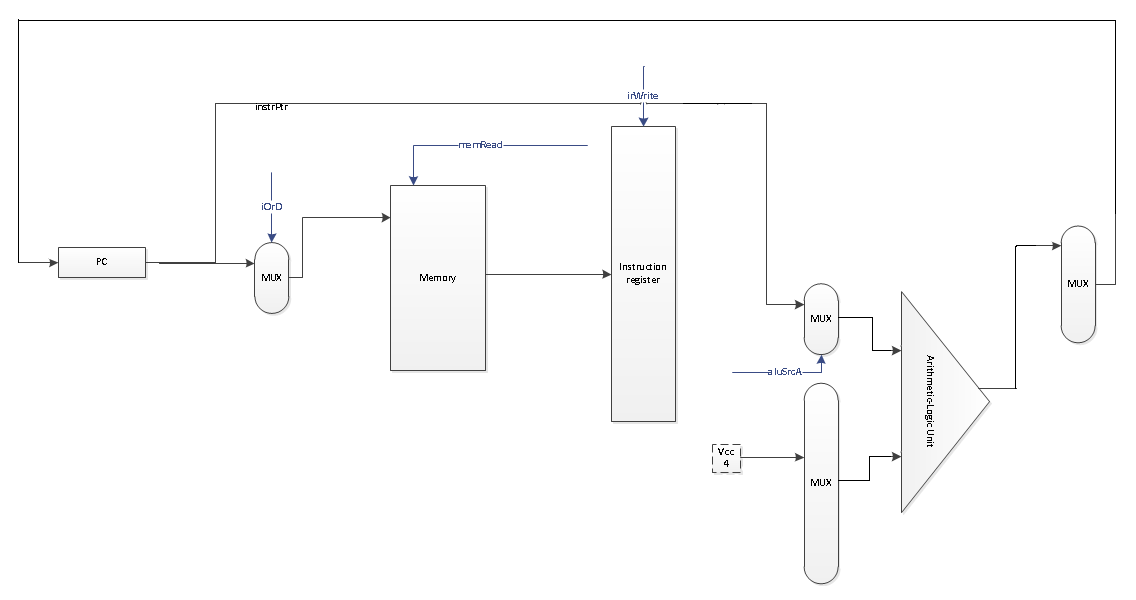 irWrite
instrPtr
memRead
iOrD
PC
MUX
Memory
Instruction
register
MUX
MUX
aluSrcA
Arithmetic-Logic Unit
Vcc
4
MUX